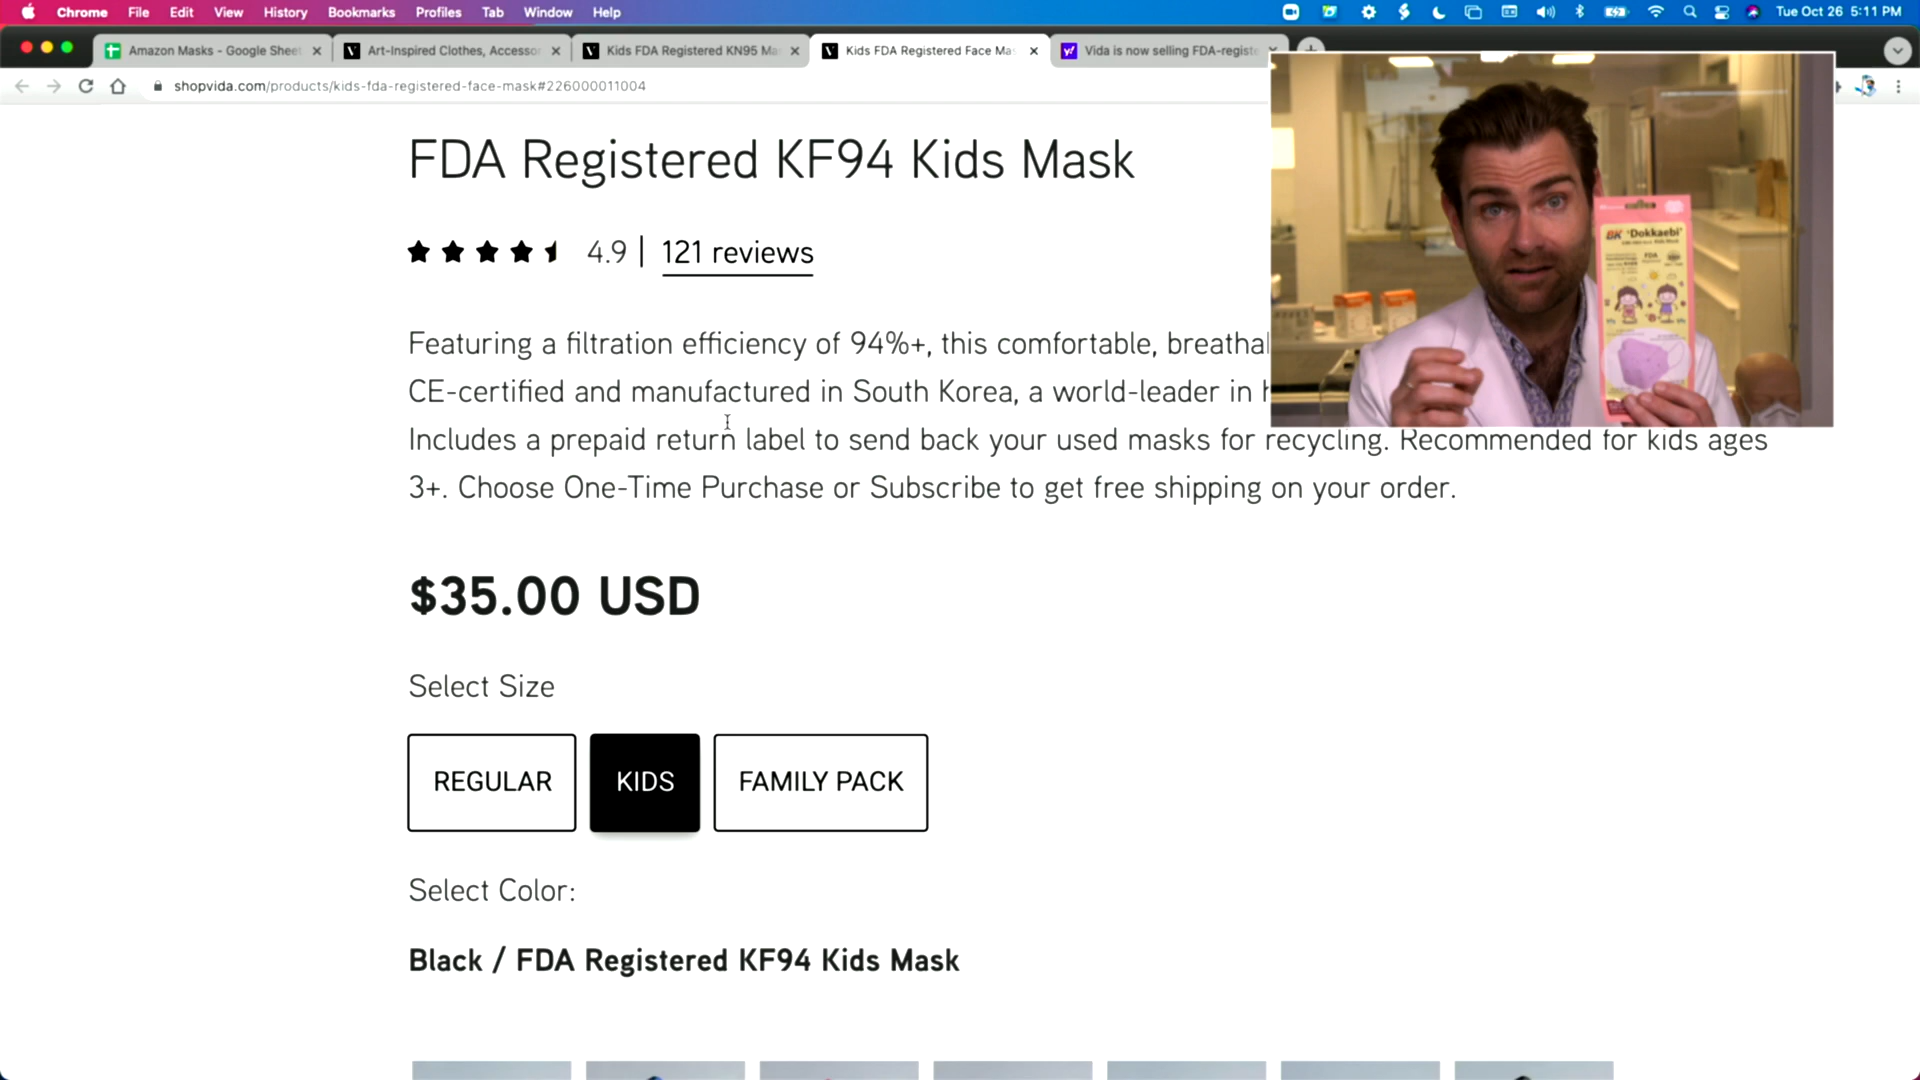 Chrome File Edit View History Bookmarks Profiles Tab Window Help Tue Oct 26 5:11 PM
Amazon Masks - Google Sheet Art-Inspired Clothes, Accessor Kids FDA Registered KN95 Ma Kids FDA Registered Face Mas Vida is now selling FDA-registe
shopvida.com/products/kids-fda-registered-face-mask#226000011004
FDA Registered KF94 Kids Mask
4.9 | 121 reviews
BK 'Dokkaebi'
FDA
Featuring a filtration efficiency of 94%+, this comfortable, breathal
CE-certified and manufactured in South Korea, a world-leader in h
Includes a prepaid return label to send back your used masks for recycling. Recommended for kids ages
3+. Choose One-Time Purchase or Subscribe to get free shipping on your order.
$35.00 USD
Select Size
REGULAR KIDS FAMILY PACK
Select Color:
Black / FDA Registered KF94 Kids Mask